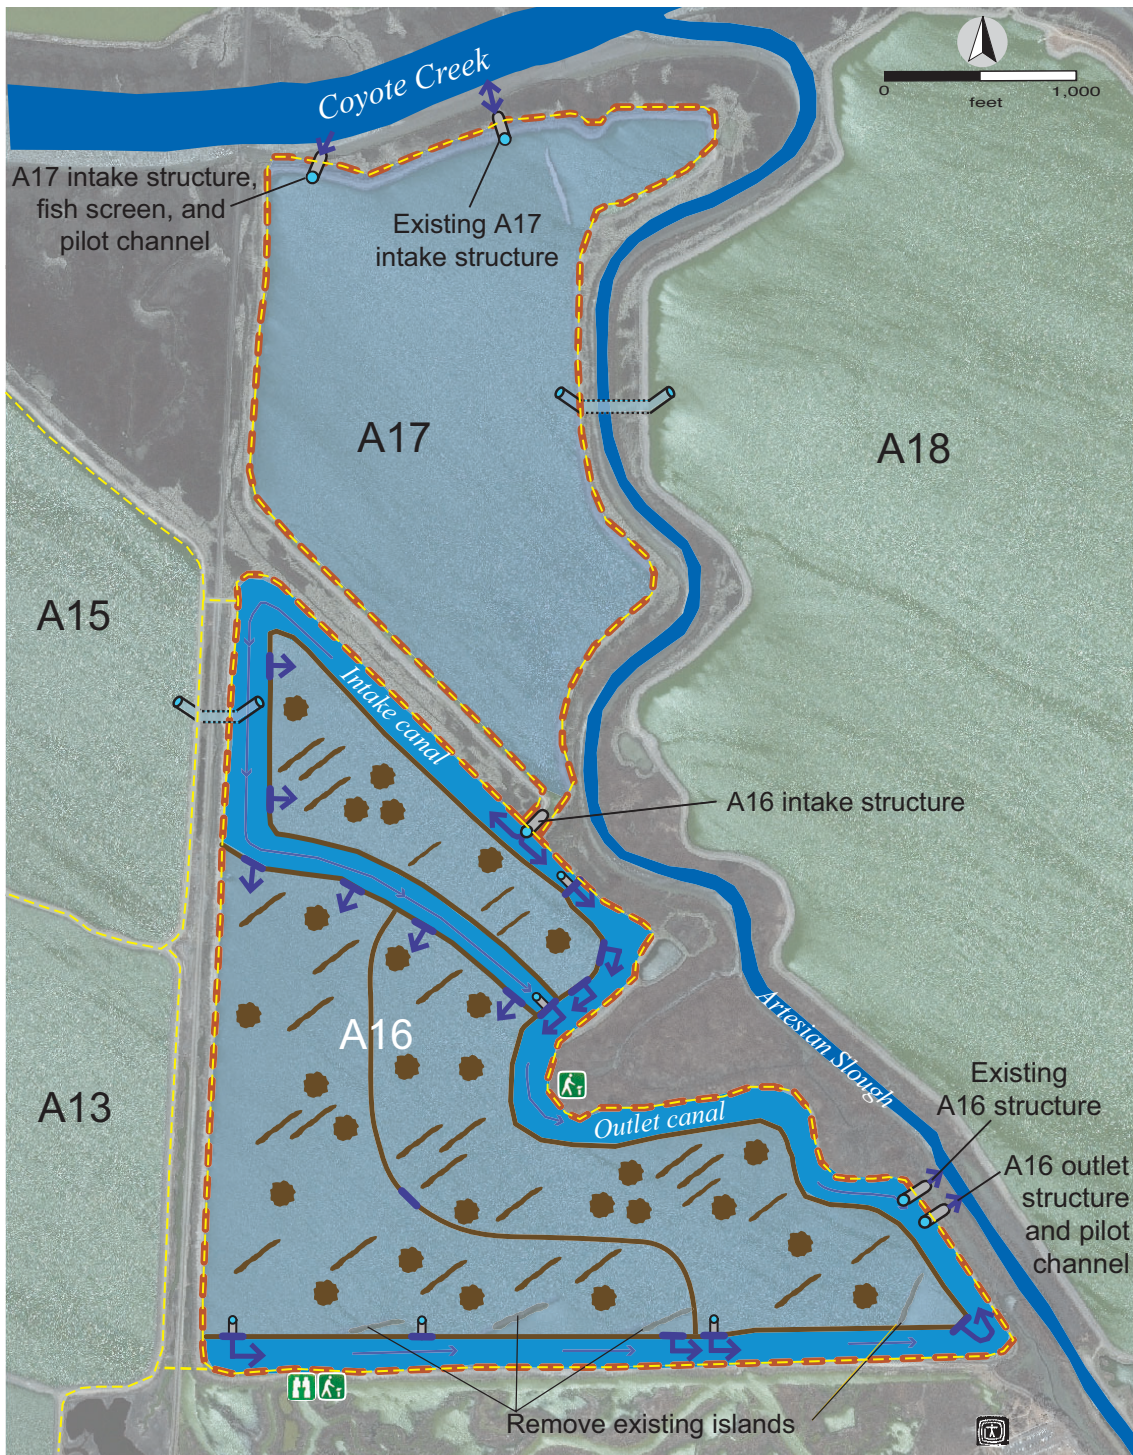 Coyote Creek
0
1,000
feet
A17 intake structure,
fish screen, and
pilot channel
Existing A17
intake structure
A17
A18
A15
Intake canal
A16 intake structure
A16
Artesian Slough
A13
Existing
A16 structure
Outlet canal
A16 outlet
structure
and pilot
channel
Remove existing islands